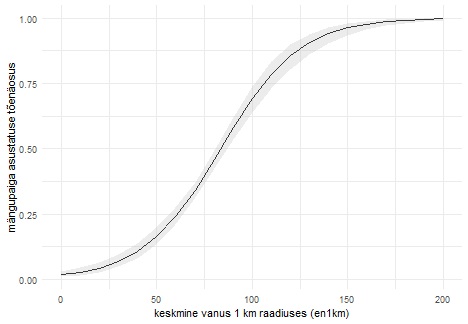 mängupaiga asustatuse tõenäosus
1.00
0.75
0.50
0.25
0.00
0 50 100 150 200
keskmine vanus 1 km raadiuses (en1km)